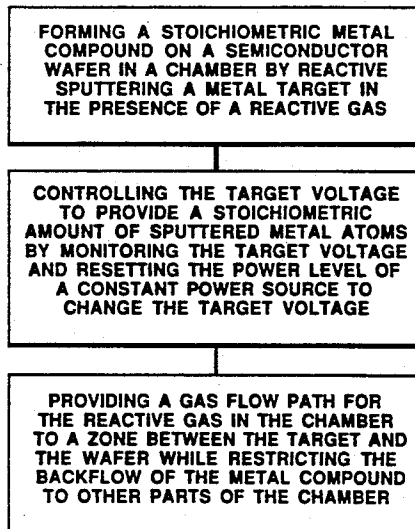 FORMING A STOICHIOMETRIC METAL
COMPOUND ON A SEMICONDUCTOR
WAFER IN A CHAMBER BY REACTIVE
SPUTTERING A METAL TARGET IN
THE PRESENCE OF A REACTIVE GAS
CONTROLLING THE TARGET VOLTAGE
TO PROVIDE A STOICHIOMETRIC
AMOUNT OF SPUTTERED METAL ATOMS
BY MONITORING THE TARGET VOLTAGE
AND RESETTING THE POWER LEVEL OF
A CONSTANT POWER SOURCE TO
CHANGE THE TARGET VOLTAGE
PROVIDING A GAS FLOW PATH FOR
THE REACTIVE GAS IN THE CHAMBER
TO A ZONE BETWEEN THE TARGET AND
THE WAFER WHILE RESTRICTING THE
BACKFLOW OF THE METAL COMPOUND
TO OTHER PARTS OF THE CHAMBER